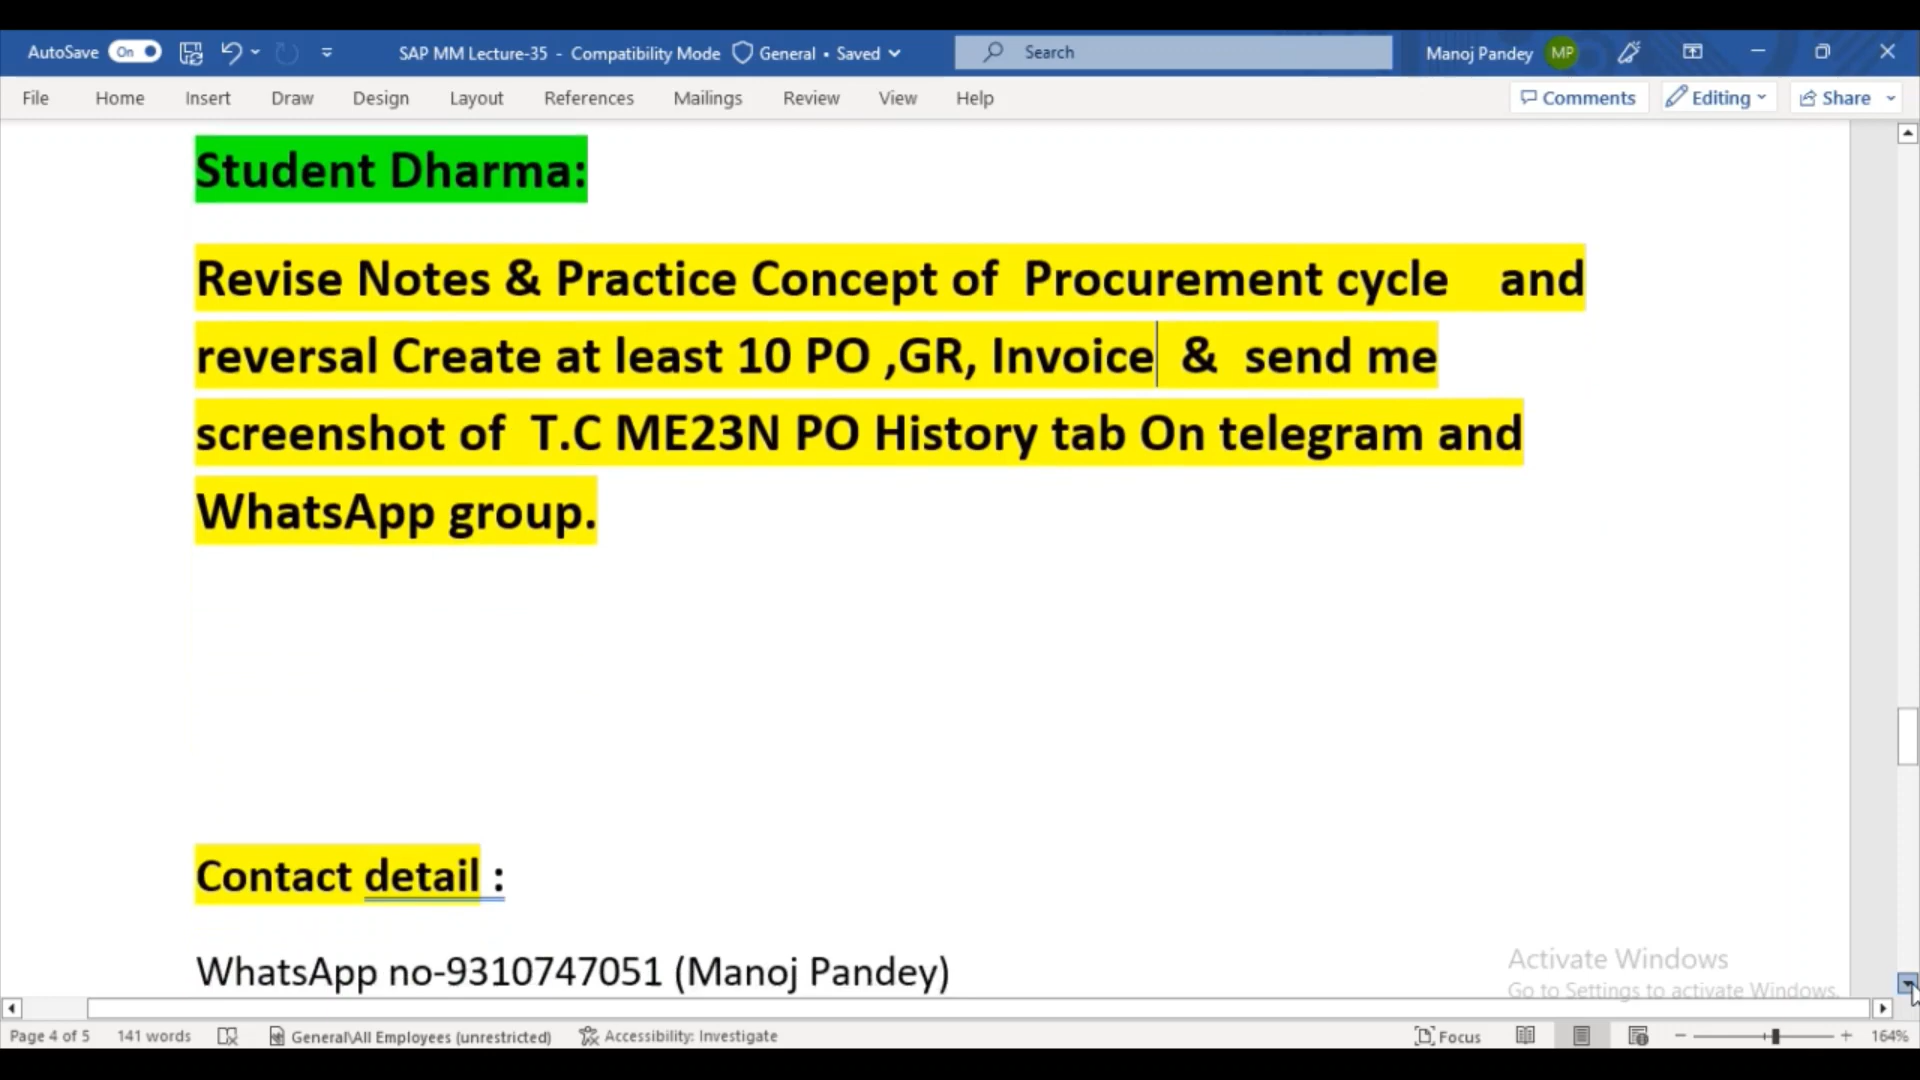 AutoSave On SAP MM Lecture-35 - Compatibility Mode General • Saved Search Manoj Pandey MP
File Home Insert Draw Design Layout References Mailings Review View Help Comments Editing Share
Student Dharma:
Revise Notes & Practice Concept of Procurement cycle and
reversal Create at least 10 PO ,GR, Invoice & send me
screenshot of T.C ME23N PO History tab On telegram and
WhatsApp group.
Contact detail :
WhatsApp no-9310747051 (Manoj Pandey)
Activate Windows
Go to Settings to activate Windows.
Page 4 of 5 141 words General\All Employees (unrestricted) Accessibility: Investigate Focus 164%